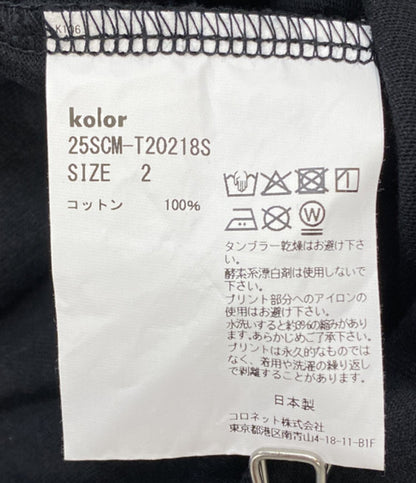 kolor
25SCM-T20218S
SIZE 2
コットン 100%
タンブラー乾燥はお避け下さ
い。
酵素系漂白剤は使用しないで
下さい。
プリント部分へのアイロンの
使用はお避け下さい。
水洗いすると約3%の縮みがあり
ます。あらかじめご了承下さい。
プリントは永久的なものでは
なく、着用や洗濯の繰り返し
で剥離することがあります。
日本製
コロネット株式会社
東京都港区南青山4-18-11-B1F